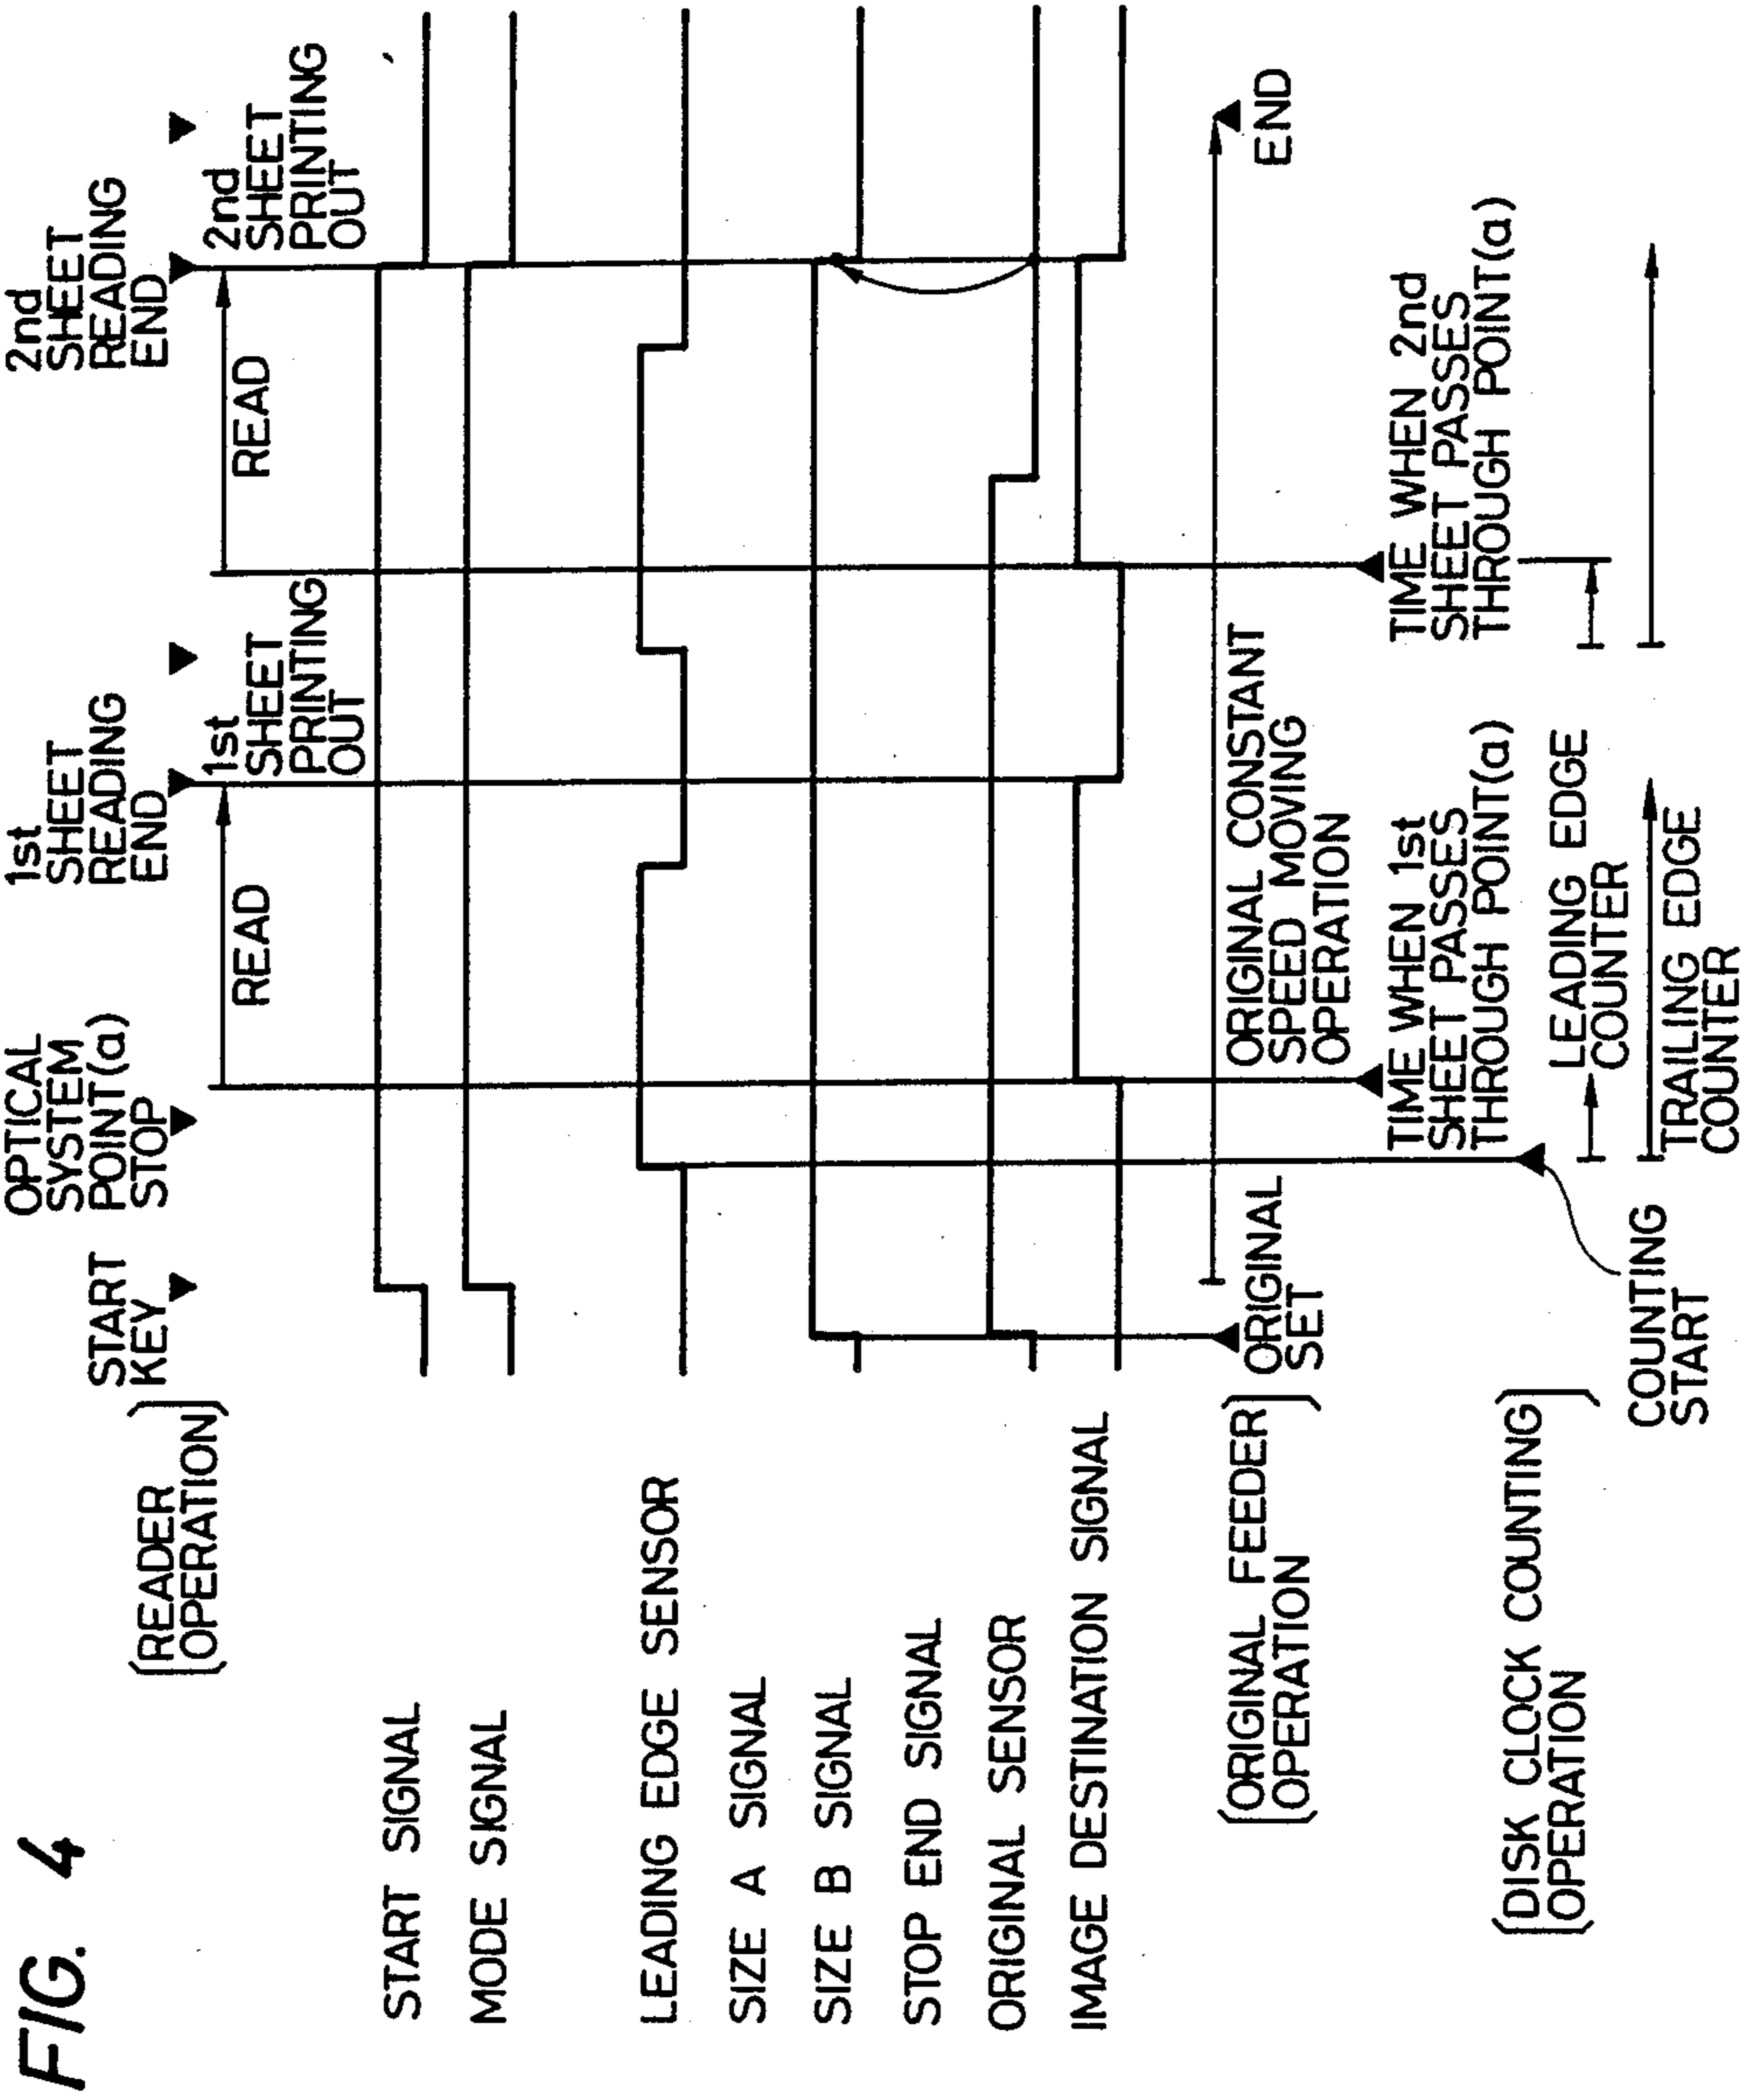 FIG. 4
(READER
OPERATION)
START
KEY
OPTICAL
SYSTEM
POINT(a)
STOP
1st
SHEET
READING
END
2nd
SHEET
READING
END
READ
1st
SHEET
PRINTING
OUT
READ
2nd
SHEET
PRINTING
OUT
START SIGNAL
MODE SIGNAL
LEADING EDGE SENSOR
SIZE A SIGNAL
SIZE B SIGNAL
STOP END SIGNAL
ORIGINAL SENSOR
IMAGE DESTINATION SIGNAL
(ORIGINAL FEEDER
OPERATION)
ORIGINAL
SET
ORIGINAL CONSTANT
SPEED MOVING
OPERATION
END
(DISK CLOCK COUNTING
OPERATION)
TIME WHEN 1st
SHEET PASSES
THROUGH POINT(a)
TIME WHEN 2nd
SHEET PASSES
THROUGH POINT(a)
LEADING EDGE
COUNTER
COUNTING
START
TRAILING EDGE
COUNTER